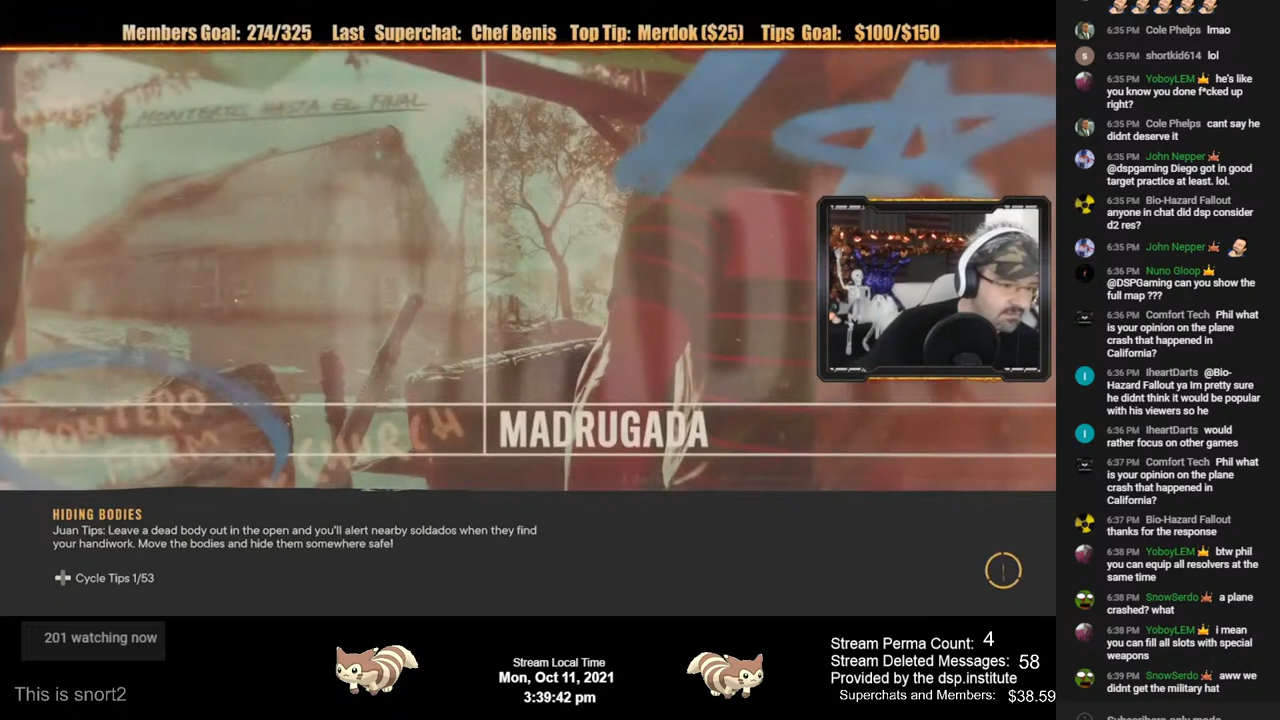 Members Goal: 274/325 Last Superchat: Chef Benis Top Tip: Merdok ($25) Tips Goal: $100/$150
MONTEROS HASTA EL FINAL
MINE
MONTERO
FARM
CHURCH
MADRUGADA
HIDING BODIES
Juan Tips: Leave a dead body out in the open and you'll alert nearby soldados when they find
your handiwork. Move the bodies and hide them somewhere safe!
Cycle Tips 1/53
201 watching now
This is snort2
Stream Local Time
Mon, Oct 11, 2021
3:39:42 pm
Stream Perma Count: 4
Stream Deleted Messages: 58
Provided by the dsp.institute
Superchats and Members: $38.59
6:35 PM Cole Phelps lmao
S 6:35 PM shortkid614 lol
6:35 PM YoboyLEM he's like
you know you done f*cked up
right?
6:35 PM Cole Phelps cant say he
didnt deserve it
6:35 PM John Nepper
@dspgaming Diego got in good
target practice at least. lol.
6:35 PM Bio-Hazard Fallout
anyone in chat did dsp consider
d2 res?
6:35 PM John Nepper
6:36 PM Nuno Gloop
@DSPGaming can you show the
full map ???
6:36 PM Comfort Tech Phil what
is your opinion on the plane
crash that happened in
California?
I 6:36 PM IheartDarts @Bio-
Hazard Fallout ya Im pretty sure
he didnt think it would be popular
with his viewers so he
I 6:36 PM IheartDarts would
rather focus on other games
6:37 PM Comfort Tech Phil what
is your opinion on the plane
crash that happened in
California?
6:37 PM Bio-Hazard Fallout
thanks for the response
6:38 PM YoboyLEM btw phil
you can equip all resolvers at the
same time
6:38 PM SnowSerdo a plane
crashed? what
6:38 PM YoboyLEM i mean
you can fill all slots with special
weapons
6:39 PM SnowSerdo aww we
didnt get the military hat
Subscribers-only mode